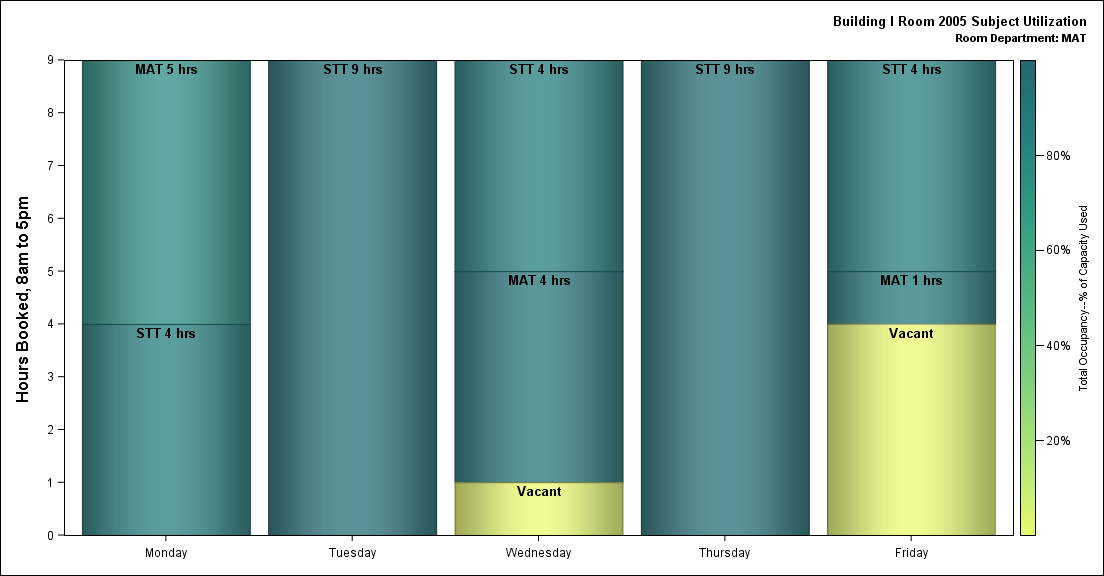 Building I Room 2005 Subject Utilization
Room Department: MAT
Hours Booked, 8am to 5pm
9
8
7
6
5
4
3
2
1
0
MAT 5 hrs
STT 4 hrs
STT 9 hrs
STT 4 hrs
MAT 4 hrs
Vacant
STT 9 hrs
STT 4 hrs
MAT 1 hrs
Vacant
Monday
Tuesday
Wednesday
Thursday
Friday
80%
60%
40%
20%
Total Occupancy--% of Capacity Used